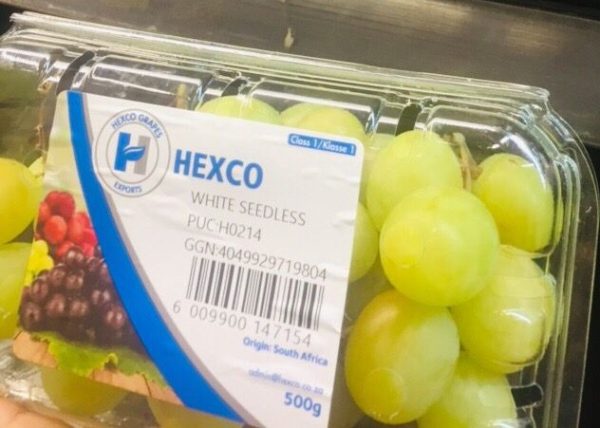 HEXCO GRAPES
H
EXPORTS
Class 1/Klasse 1
HEXCO
WHITE SEEDLESS
PUC:H0214
GGN:4049929719804
6 009900 147154
Origin: South Africa
admin@hexco.co.za
500g